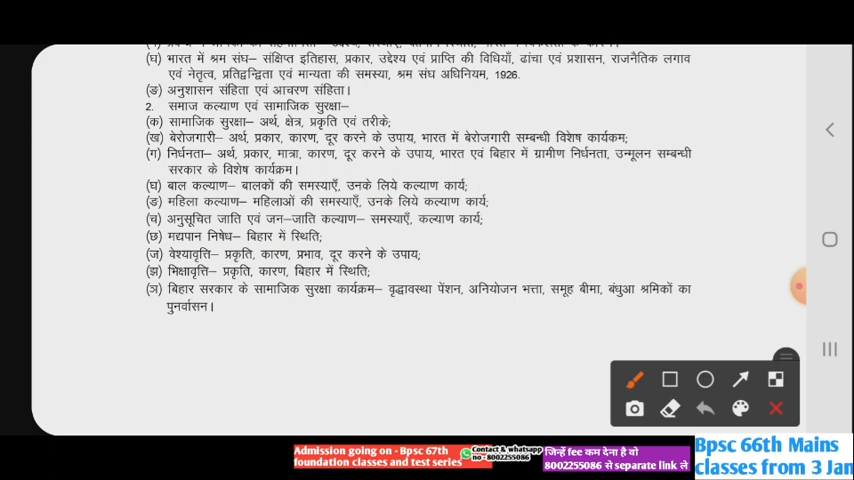 (घ) भारत में श्रम संघ– संक्षिप्त इतिहास, प्रकार, उद्देश्य एवं प्राप्ति की विधियाँ, ढांचा एवं प्रशासन, राजनैतिक लगाव
एवं नेतृत्व, प्रतिद्वन्द्विता एवं मान्यता की समस्या, श्रम संघ अधिनियम, 1926.
(ङ) अनुशासन संहिता एवं आचरण संहिता।
2. समाज कल्याण एवं सामाजिक सुरक्षा–
(क) सामाजिक सुरक्षा– अर्थ, क्षेत्र, प्रकृति एवं तरीके;
(ख) बेरोजगारी– अर्थ, प्रकार, कारण, दूर करने के उपाय, भारत में बेरोजगारी सम्बन्धी विशेष कार्यकम;
(ग) निर्धनता– अर्थ, प्रकार, मात्रा, कारण, दूर करने के उपाय, भारत एवं बिहार में ग्रामीण निर्धनता, उन्मूलन सम्बन्धी
सरकार के विशेष कार्यक्रम।
(घ) बाल कल्याण– बालकों की समस्याएँ, उनके लिये कल्याण कार्य;
(ङ) महिला कल्याण– महिलाओं की समस्याएँ, उनके लिये कल्याण कार्य;
(च) अनुसूचित जाति एवं जन–जाति कल्याण– समस्याएँ, कल्याण कार्य;
(छ) मद्यपान निषेध– बिहार में स्थिति;
(ज) वेश्यावृत्ति– प्रकृति, कारण, प्रभाव, दूर करने के उपाय;
(झ) भिक्षावृत्ति– प्रकृति, कारण, बिहार में स्थिति;
(ञ) बिहार सरकार के सामाजिक सुरक्षा कार्यक्रम– वृद्धावस्था पेंशन, अनियोजन भत्ता, समूह बीमा, बंधुआ श्रमिकों का
पुनर्वासन।
Admission going on - Bpsc 67th
foundation classes and test series
Contact & whatsapp
no - 8002255086
जिन्हें fee कम देना है वो
8002255086 से separate link ले
Bpsc 66th Mains
classes from 3 Jan